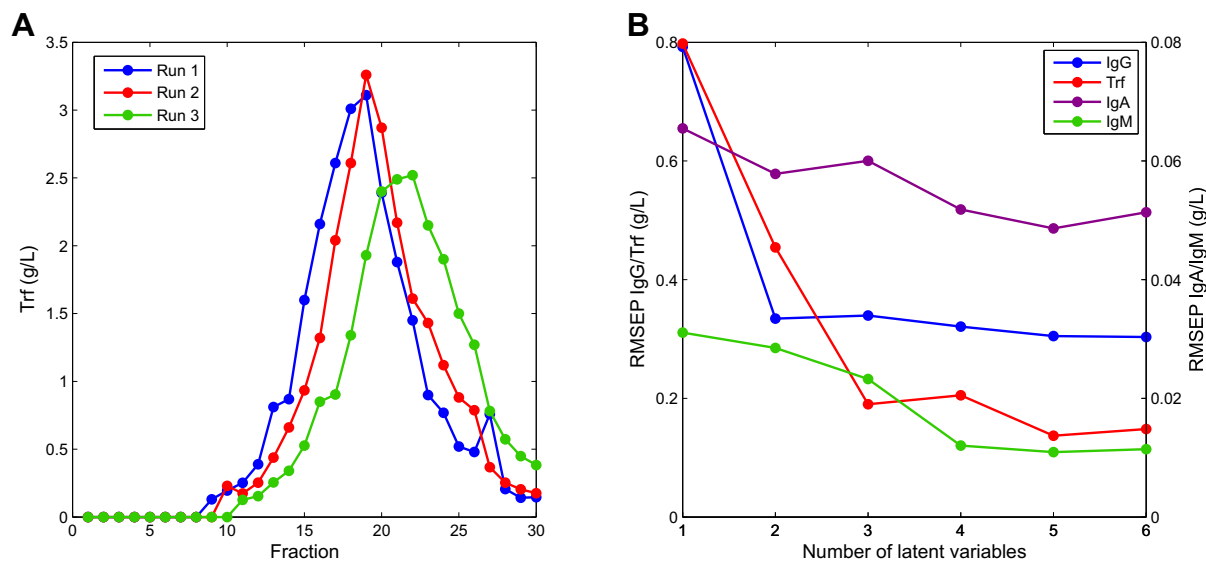 A
3.5
3
2.5
2
1.5
1
0.5
0
Trf (g/L)
0 5 10 15 20 25 30
Fraction
Run 1
Run 2
Run 3
B
0.8
0.6
0.4
0.2
0
RMSEP IgG/Trf (g/L)
1 2 3 4 5 6
Number of latent variables
IgG
Trf
IgA
IgM
0.08
0.06
0.04
0.02
0
RMSEP IgA/IgM (g/L)